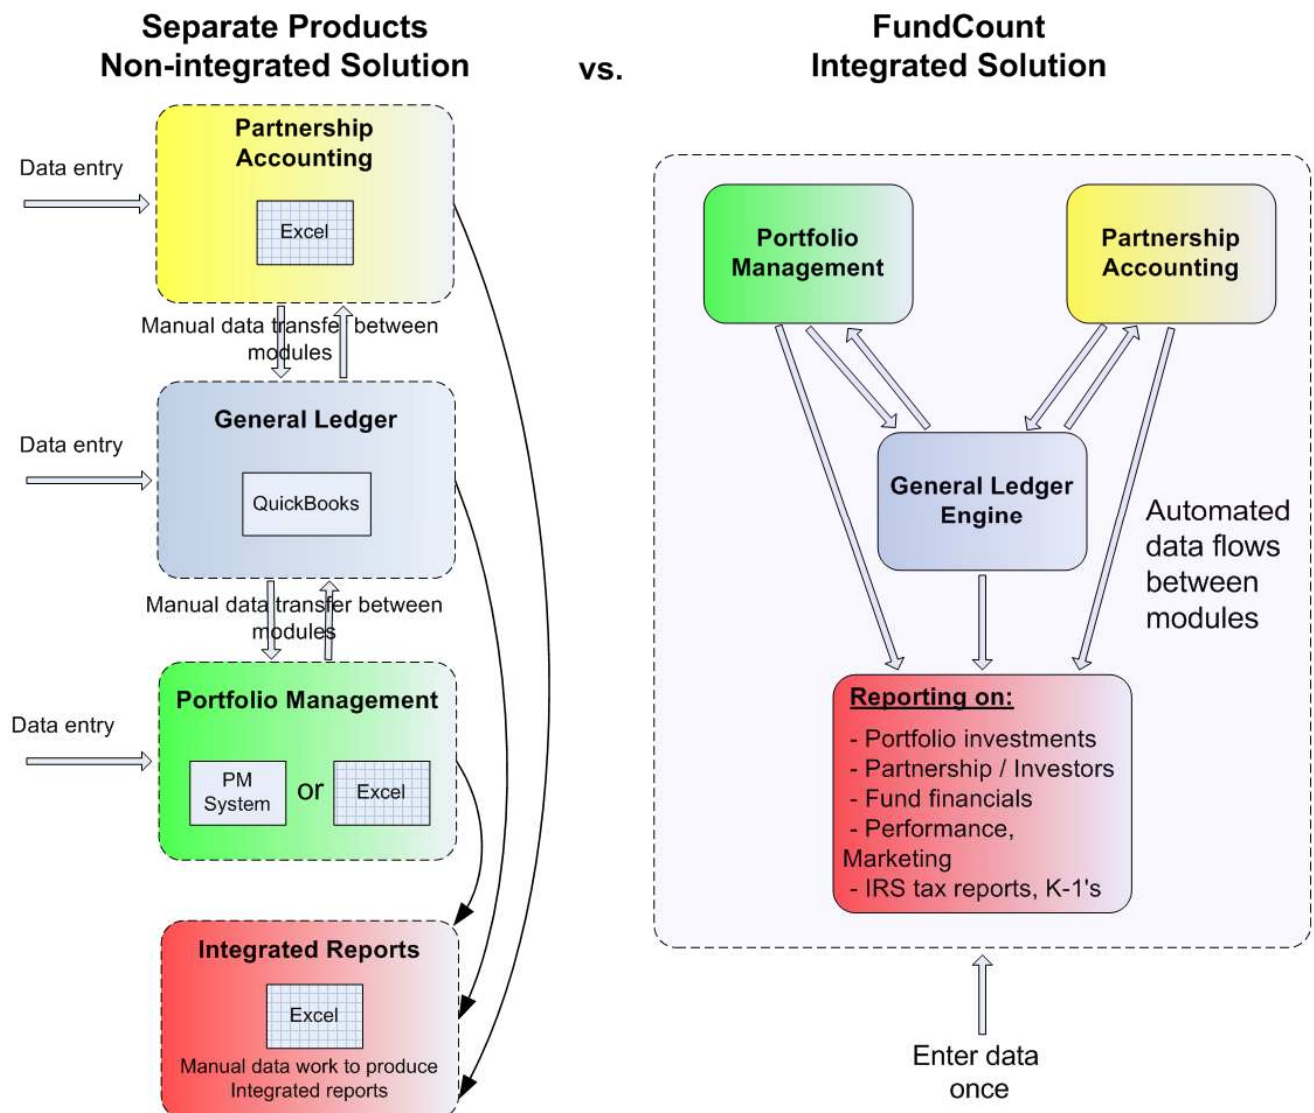 Separate Products
Non-integrated Solution
vs.
FundCount
Integrated Solution
Partnership
Accounting
Data entry
Excel
Manual data transfer between
modules
General Ledger
Data entry
QuickBooks
Manual data transfer between
modules
Portfolio Management
Data entry
PM
System
or
Excel
Integrated Reports
Excel
Manual data work to produce
Integrated reports
Portfolio
Management
Partnership
Accounting
General Ledger
Engine
Automated
data flows
between
modules
Reporting on:
- Portfolio investments
- Partnership / Investors
- Fund financials
- Performance,
Marketing
- IRS tax reports, K-1's
Enter data
once